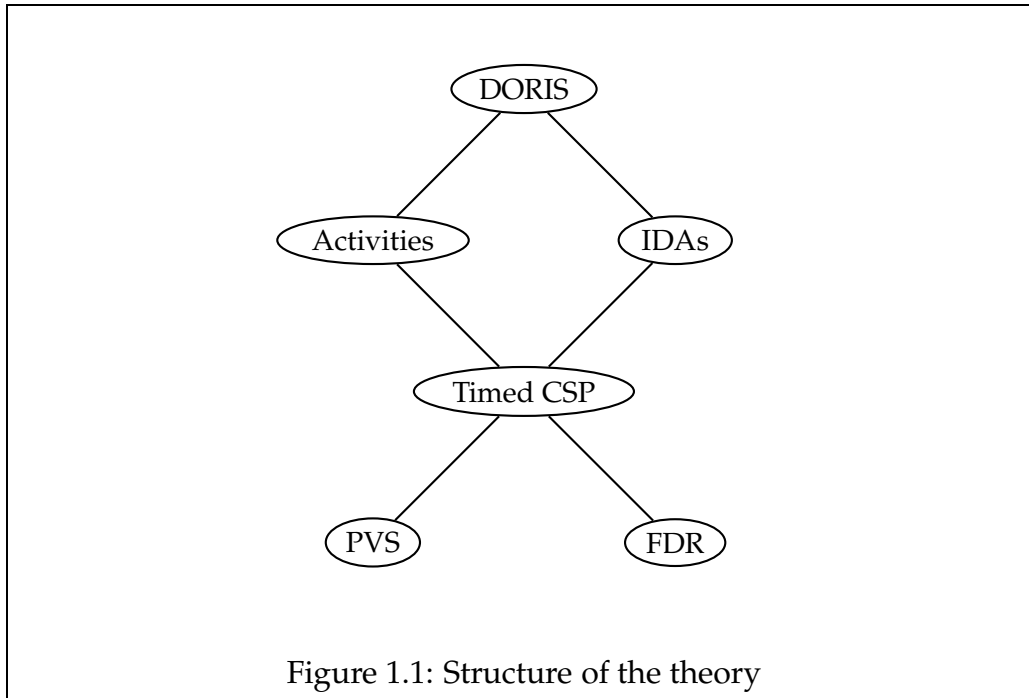 DORIS
Activities
IDAs
Timed CSP
PVS
FDR
Figure 1.1: Structure of the theory